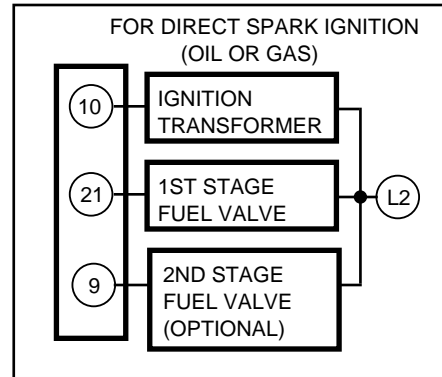 FOR DIRECT SPARK IGNITION
(OIL OR GAS)
10
IGNITION
TRANSFORMER
21
1ST STAGE
FUEL VALVE
L2
9
2ND STAGE
FUEL VALVE
(OPTIONAL)